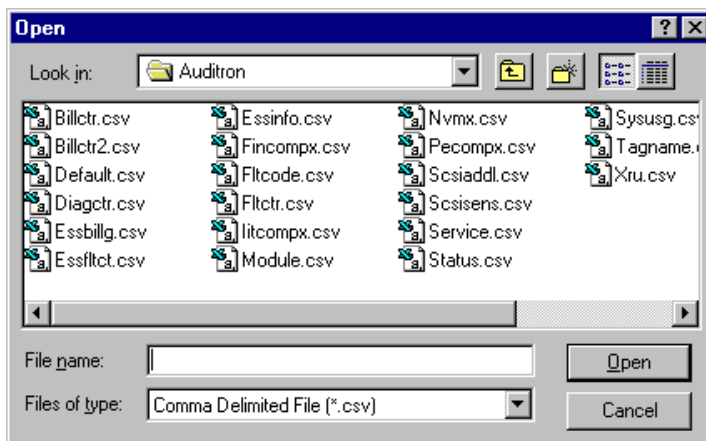 Open
Look in: Auditron
Billctr.csv Essinfo.csv Nvmx.csv Sysusg.csv
Billctr2.csv Fincompx.csv Pecompx.csv Tagname.
Default.csv Fltcode.csv Scsiaddl.csv Xru.csv
Diagctr.csv Fltctr.csv Scsisens.csv
Essbillg.csv Iitcompx.csv Service.csv
Essfltct.csv Module.csv Status.csv
File name: Open
Files of type: Comma Delimited File (*.csv) Cancel